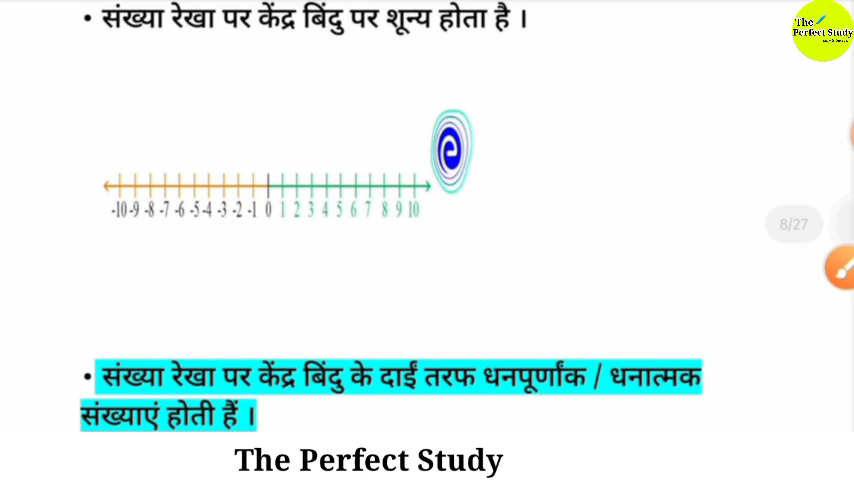 • संख्या रेखा पर केंद्र बिंदु पर शून्य होता है ।
The
Perfect Study
-10 -9 -8 -7 -6 -5 -4 -3 -2 -1 0 1 2 3 4 5 6 7 8 9 10
8/27
• संख्या रेखा पर केंद्र बिंदु के दाईं तरफ धनपूर्णांक / धनात्मक
संख्याएं होती हैं ।
The Perfect Study